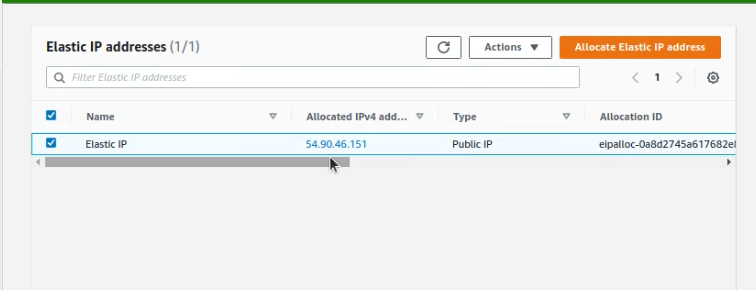 Elastic IP addresses (1/1)
Actions
Allocate Elastic IP address
Filter Elastic IP addresses
1
Name Allocated IPv4 add... Type Allocation ID
Elastic IP 54.90.46.151 Public IP eipalloc-0a8d2745a617682e